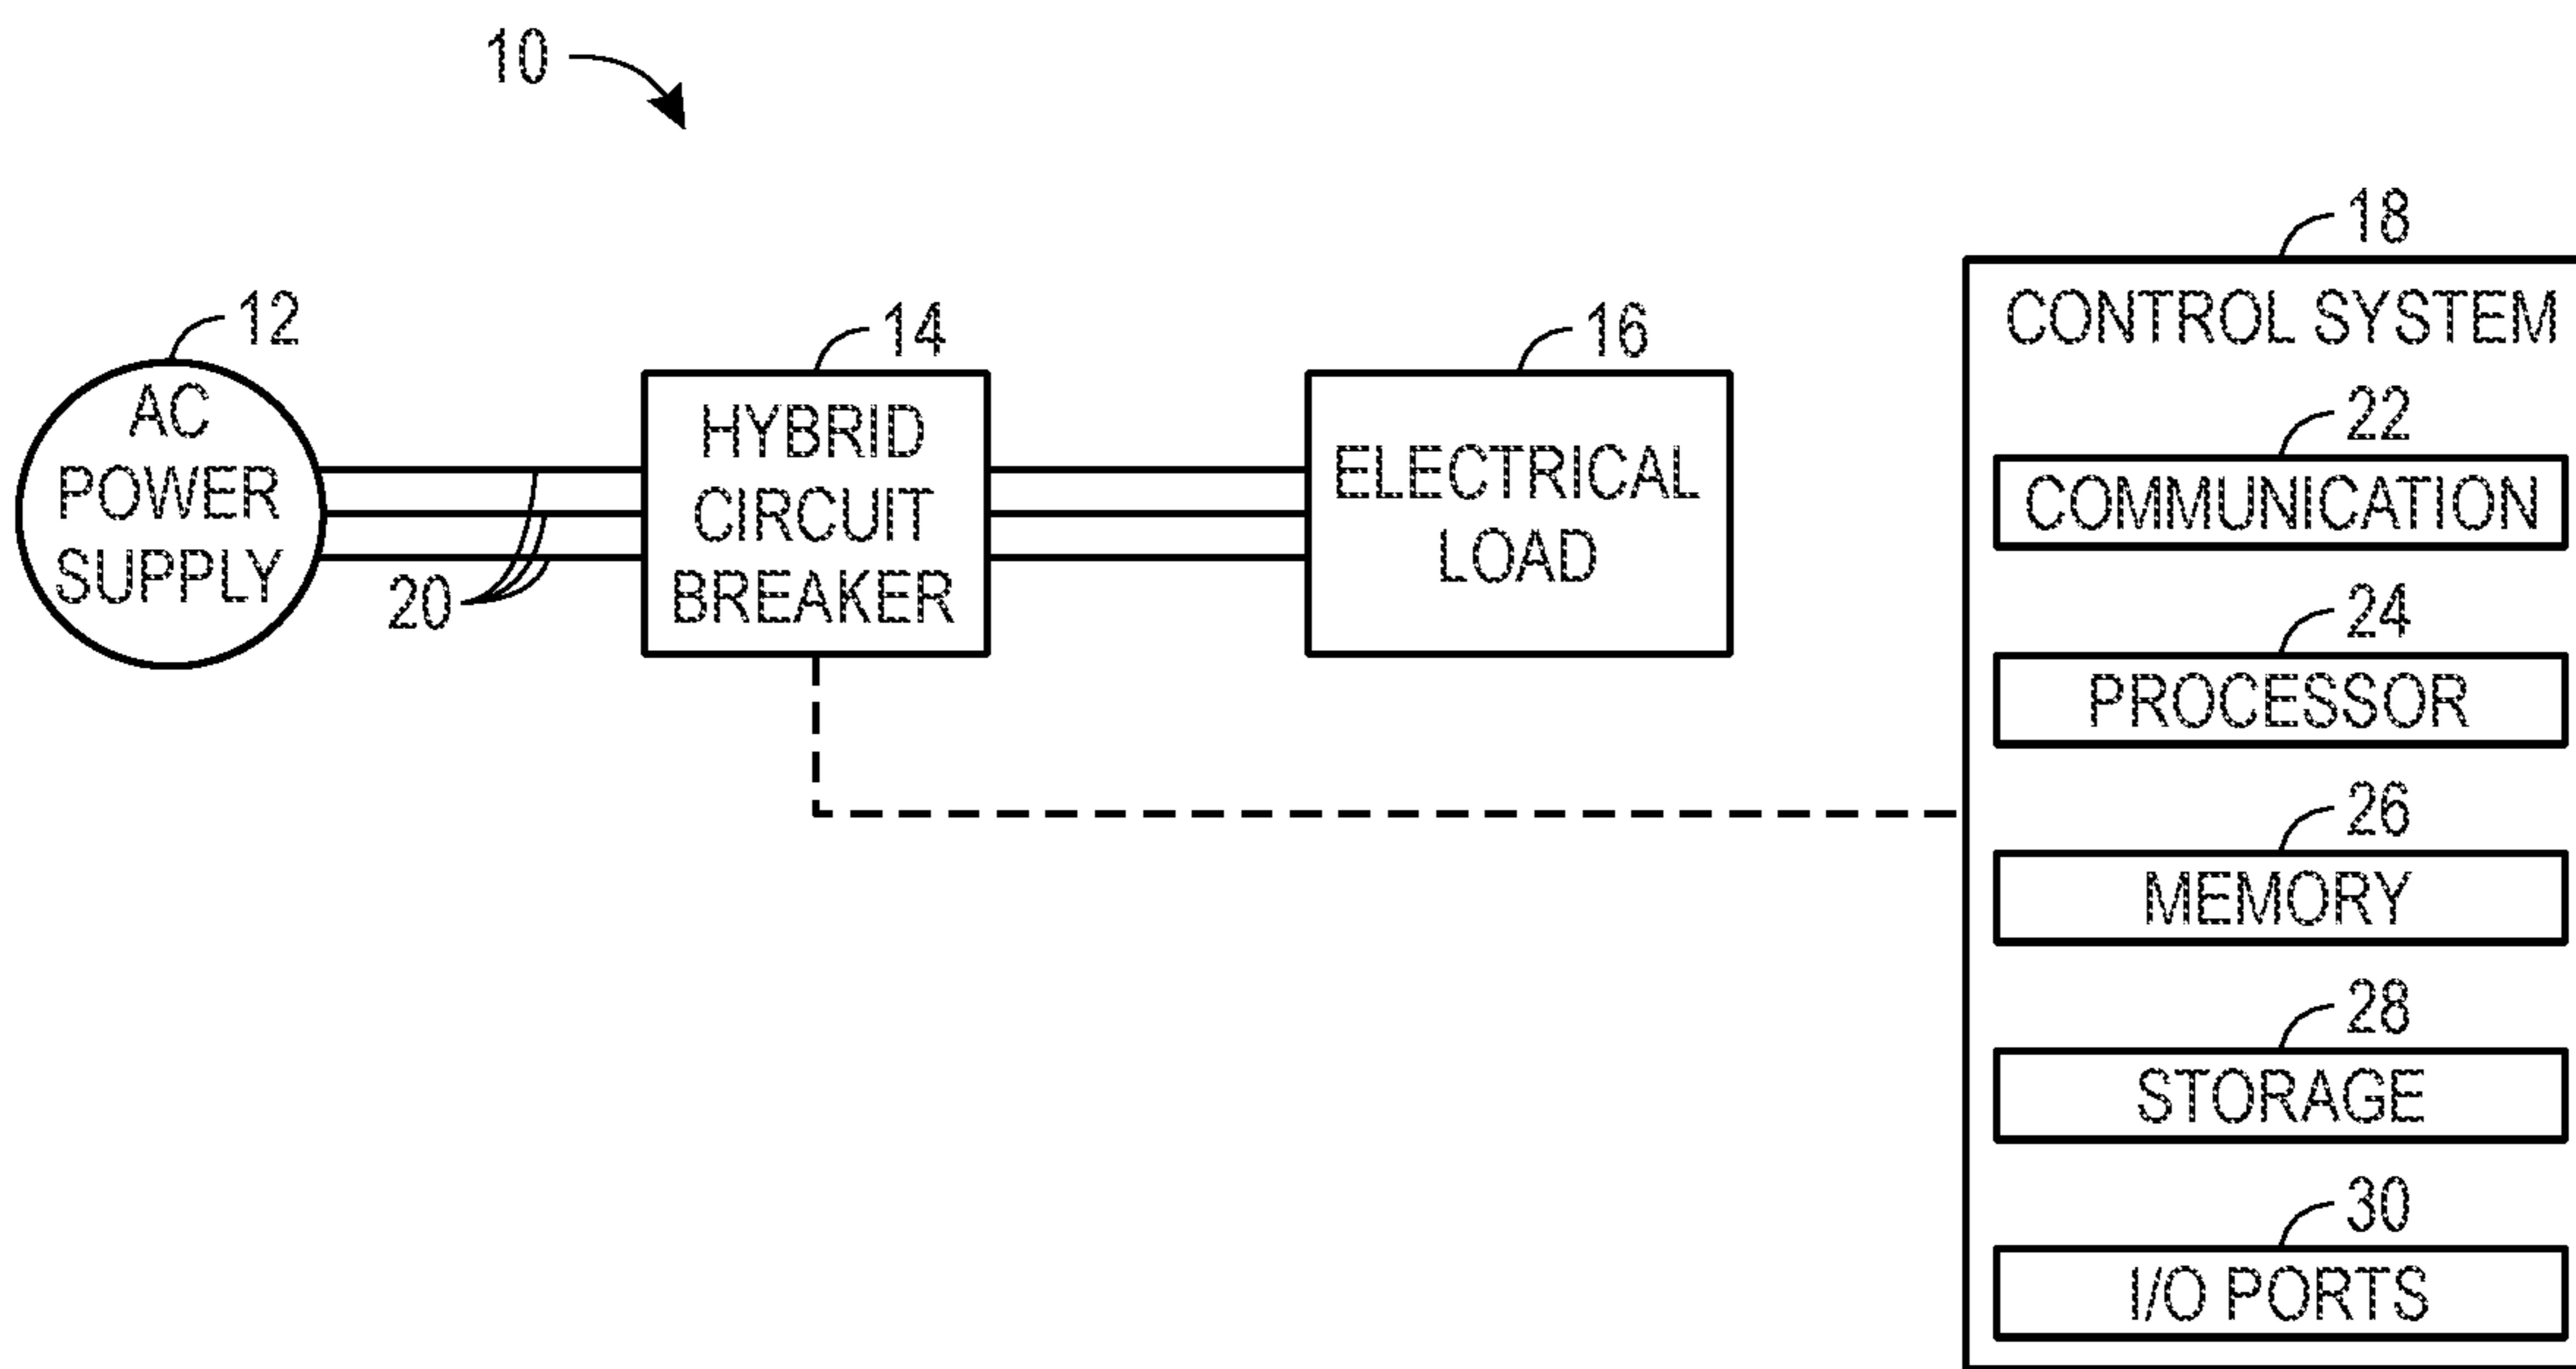 10
12
AC
POWER
SUPPLY
20
14
HYBRID
CIRCUIT
BREAKER
16
ELECTRICAL
LOAD
18
CONTROL SYSTEM
22
COMMUNICATION
24
PROCESSOR
26
MEMORY
28
STORAGE
30
I/O PORTS